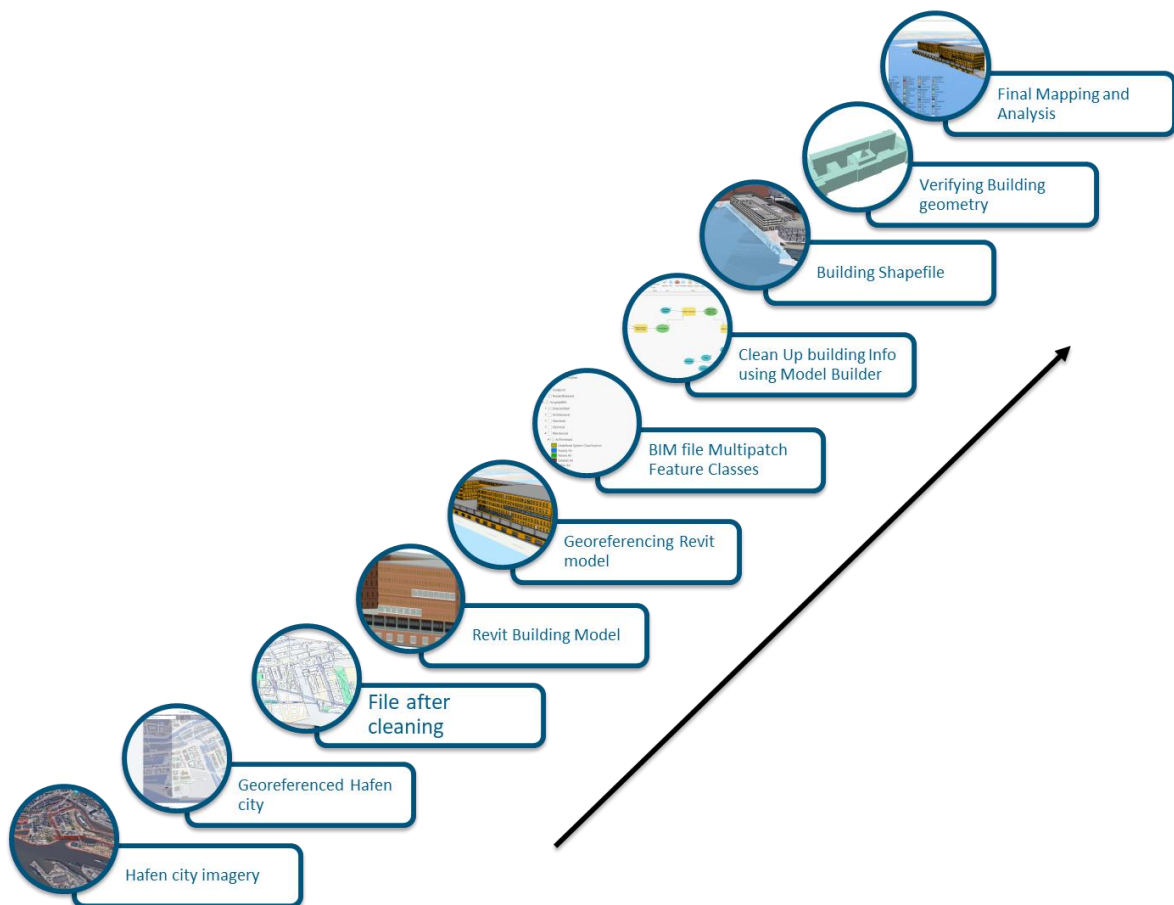 Final Mapping and
Analysis
Verifying Building
geometry
Building Shapefile
Clean Up building Info
using Model Builder
BIM file Multipatch
Feature Classes
Georeferencing Revit
model
Revit Building Model
File after
cleaning
Georeferenced Hafen
city
Hafen city imagery